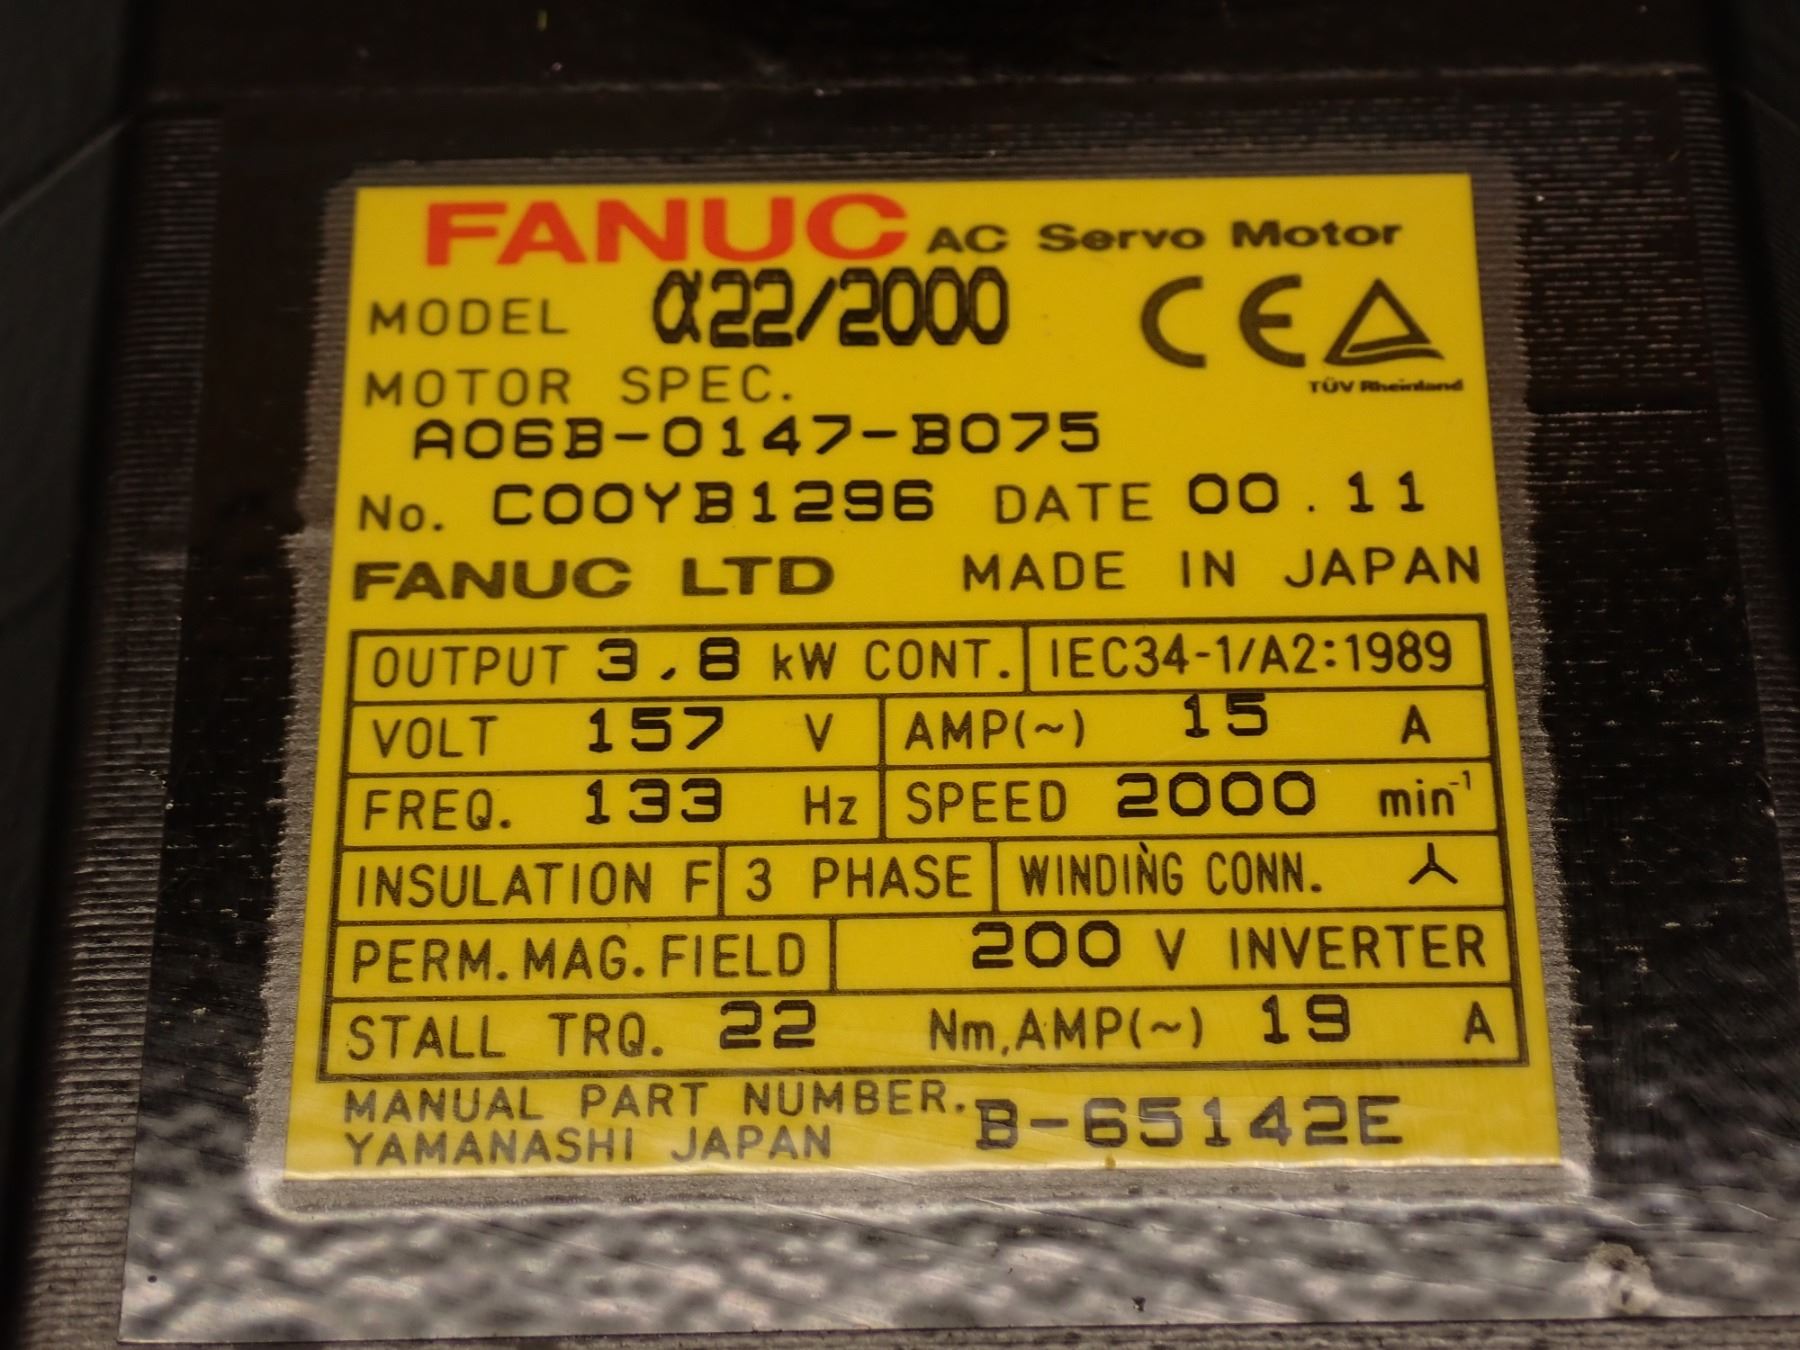 FANUC AC Servo Motor
MODEL α22/2000
CE
TÜV Rheinland
MOTOR SPEC.
A06B-0147-B075
No. C00YB1296 DATE 00.11
FANUC LTD MADE IN JAPAN
OUTPUT 3.8 kW CONT. IEC34-1/A2:1989
VOLT 157 V AMP(~) 15 A
FREQ. 133 Hz SPEED 2000 min⁻¹
INSULATION F 3 PHASE WINDING CONN.
PERM.MAG.FIELD 200 V INVERTER
STALL TRQ. 22 Nm,AMP(~) 19 A
MANUAL PART NUMBER. B-65142E
YAMANASHI JAPAN